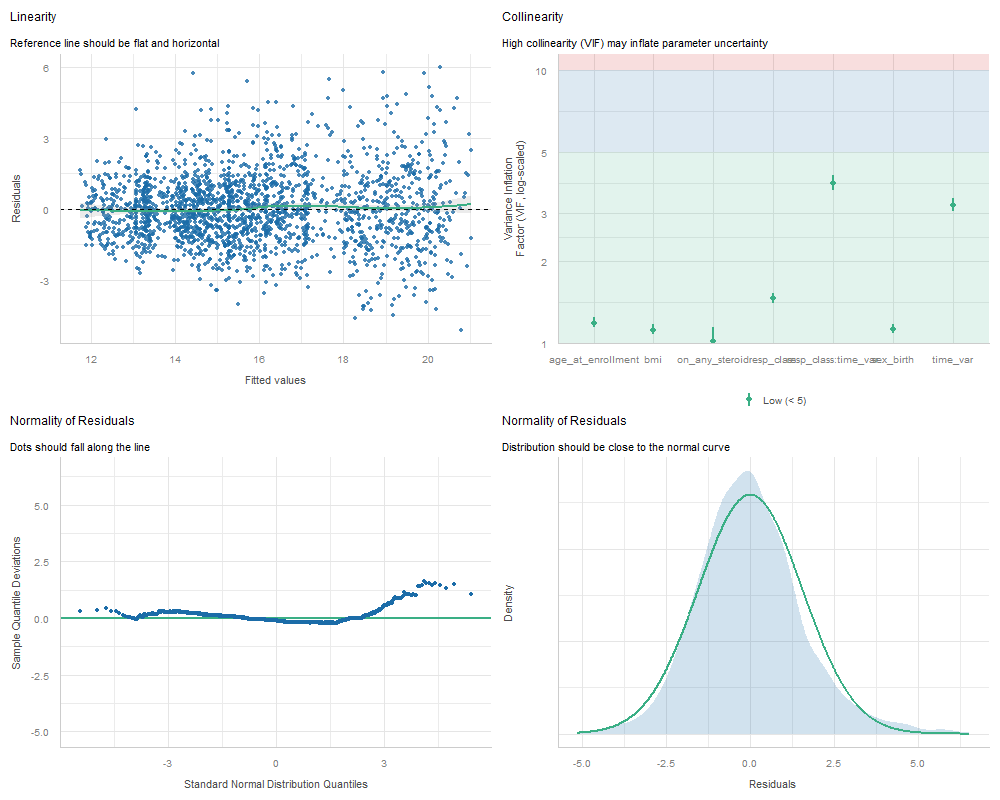 Linearity
Reference line should be flat and horizontal
6
3
0
-3
Residuals
12 14 16 18 20
Fitted values
Collinearity
High collinearity (VIF) may inflate parameter uncertainty
10
5
3
2
1
Variance Inflation
Factor (VIF, log-scaled)
age_at_enrollment bmi on_any_steroid resp_class resp_class:time_var sex_birth time_var
Low (< 5)
Normality of Residuals
Dots should fall along the line
5.0
2.5
0.0
-2.5
-5.0
Sample Quantile Deviations
-3 0 3
Standard Normal Distribution Quantiles
Normality of Residuals
Distribution should be close to the normal curve
Density
-5.0 -2.5 0.0 2.5 5.0
Residuals